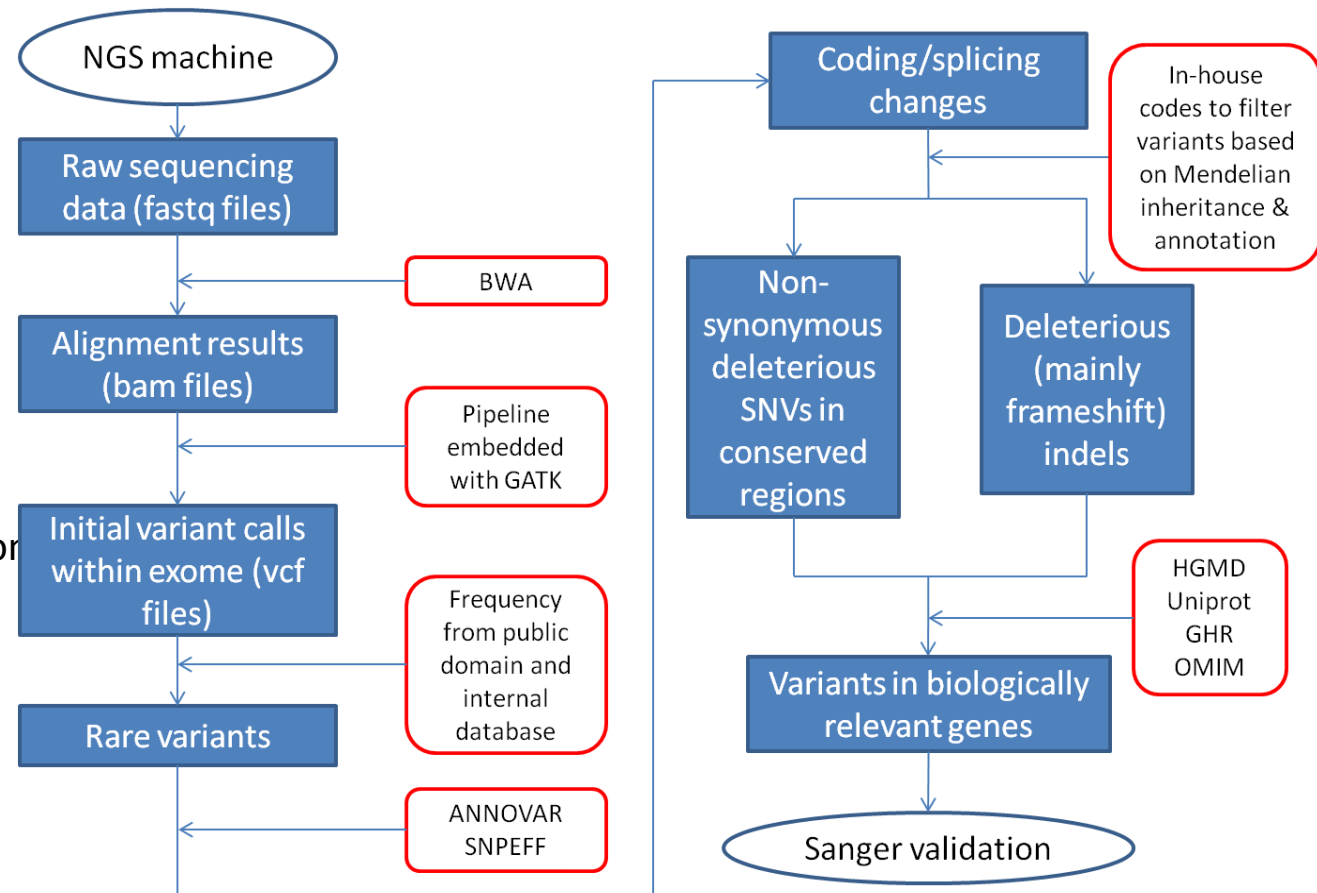 NGS machine
Raw sequencing
data (fastq files)
BWA
Alignment results
(bam files)
Pipeline
embedded
with GATK
Initial variant calls
within exome (vcf
files)
Frequency
from public
domain and
internal
database
Rare variants
ANNOVAR
SNPEFF
Coding/splicing
changes
In-house
codes to filter
variants based
on Mendelian
inheritance &
annotation
Non-
synonymous
deleterious
SNVs in
conserved
regions
Deleterious
(mainly
frameshift)
indels
HGMD
Uniprot
GHR
OMIM
Variants in biologically
relevant genes
Sanger validation